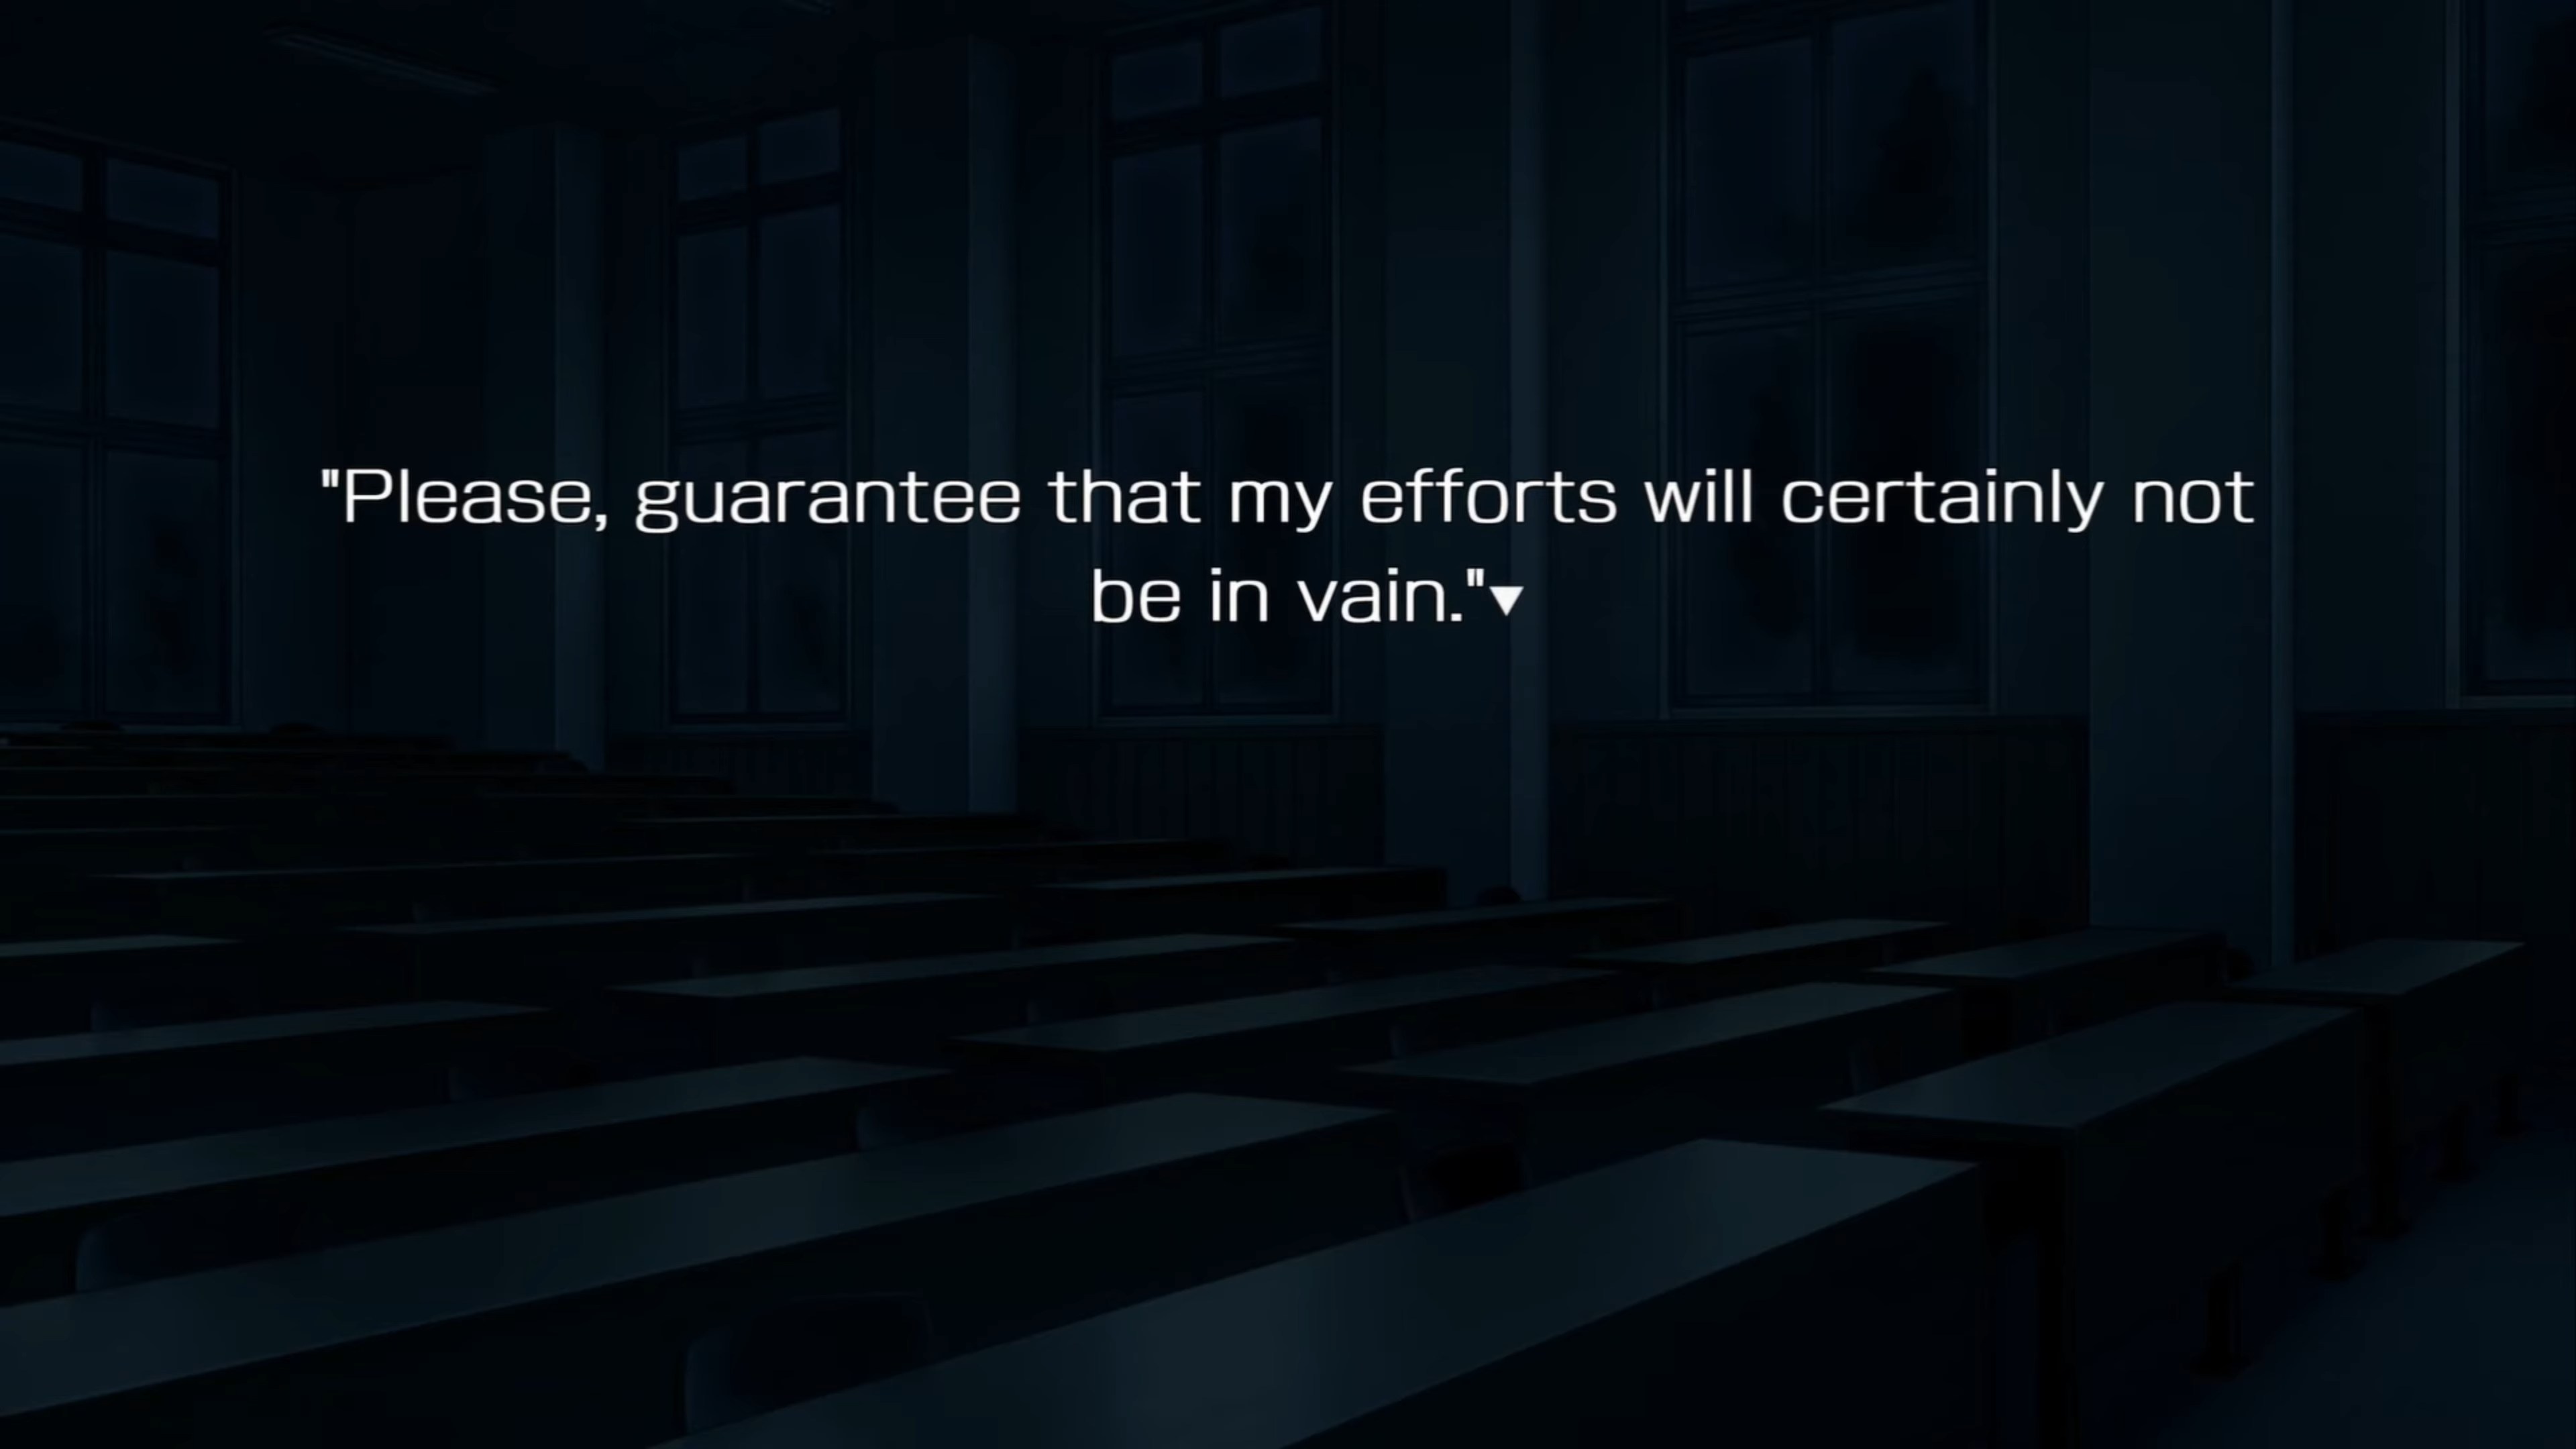 "Please, guarantee that my efforts will certainly not
be in vain."▼